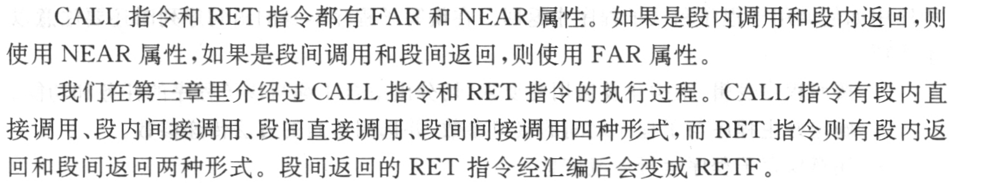 CALL 指令和 RET 指令都有 FAR 和 NEAR 属性。如果是段内调用和段内返回,则
使用 NEAR 属性,如果是段间调用和段间返回,则使用 FAR 属性。
我们在第三章里介绍过 CALL 指令和 RET 指令的执行过程。CALL 指令有段内直
接调用、段内间接调用、段间直接调用、段间间接调用四种形式,而 RET 指令则有段内返
回和段间返回两种形式。段间返回的 RET 指令经汇编后会变成 RETF。